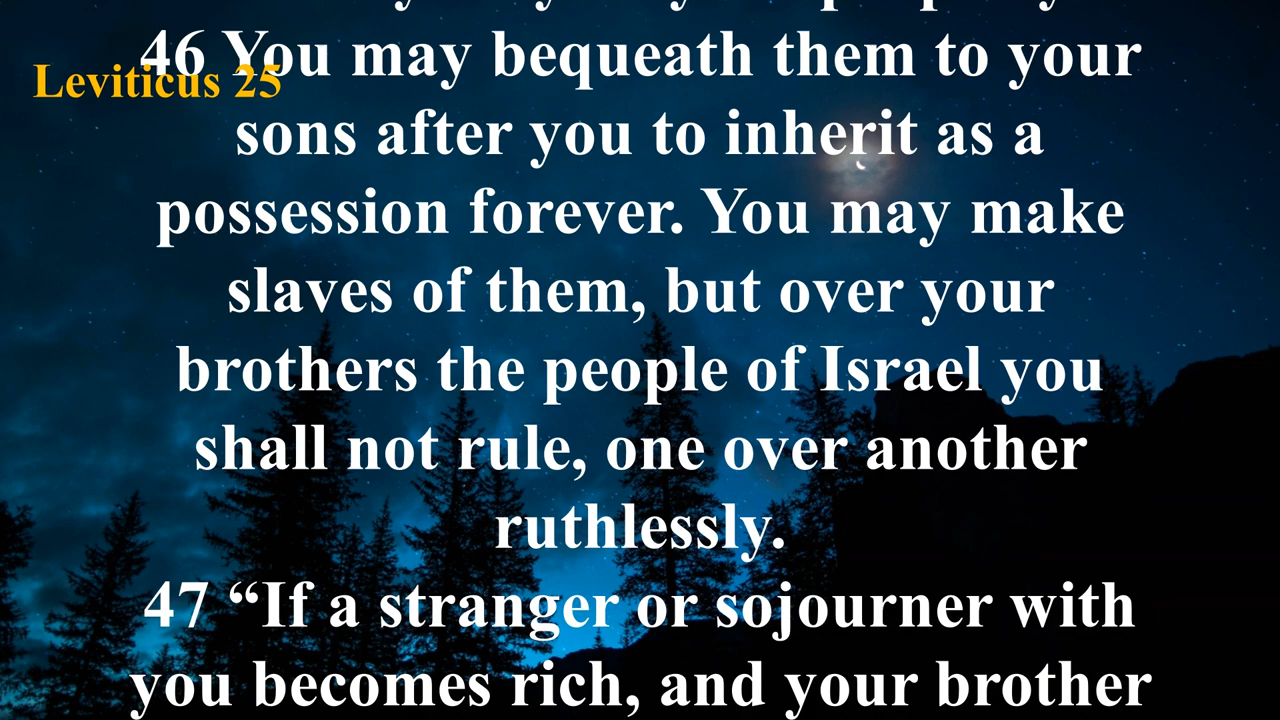 Leviticus 25
46 You may bequeath them to your
sons after you to inherit as a
possession forever. You may make
slaves of them, but over your
brothers the people of Israel you
shall not rule, one over another
ruthlessly.
47 “If a stranger or sojourner with
you becomes rich, and your brother